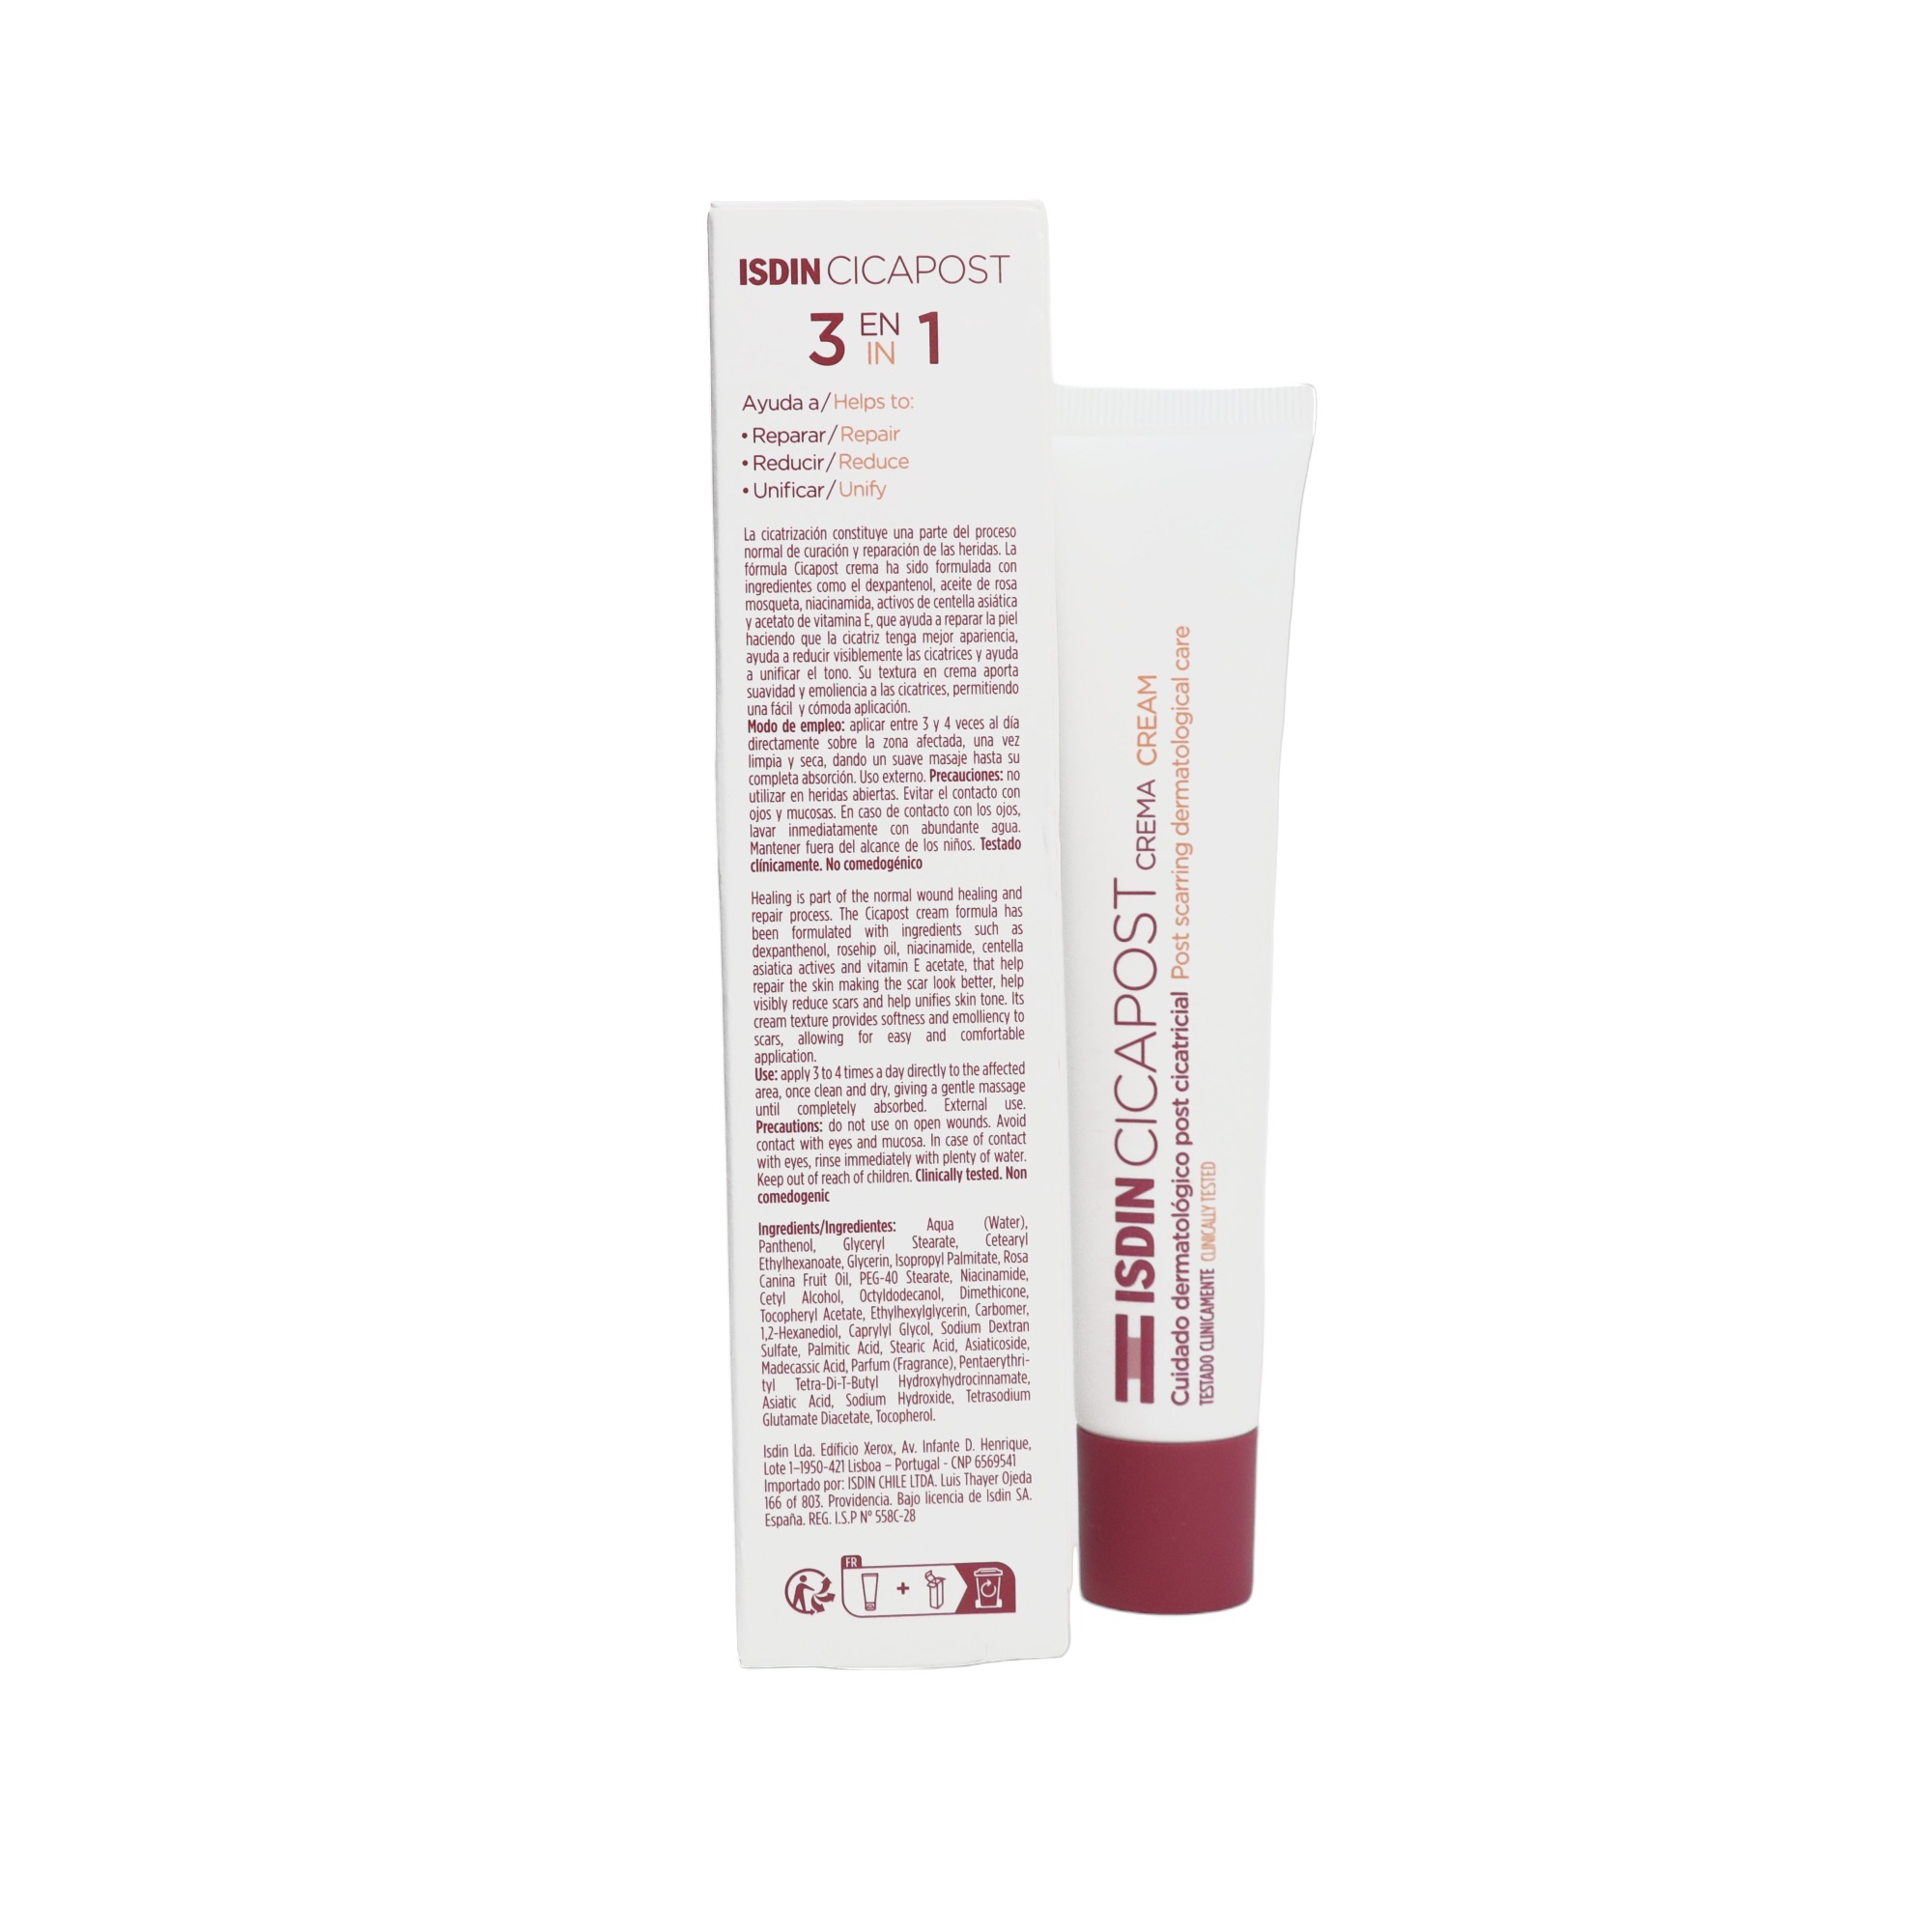 ISDIN CICAPOST
3 EN IN 1
Ayuda a/Helps to:
• Reparar/Repair
• Reducir/Reduce
• Unificar/Unify
La cicatrización constituye una parte del proceso
normal de curación y reparación de las heridas. La
fórmula Cicapost crema ha sido formulada con
ingredientes como el dexpantenol, aceite de rosa
mosqueta, niacinamida, activos de centella asiática
y acetato de vitamina E, que ayuda a reparar la piel
haciendo que la cicatriz tenga mejor apariencia,
ayuda a reducir visiblemente las cicatrices y ayuda
a unificar el tono. Su textura en crema aporta
suavidad y emoliencia a las cicatrices, permitiendo
una fácil y cómoda aplicación.
Modo de empleo: aplicar entre 3 y 4 veces al día
directamente sobre la zona afectada, una vez
limpia y seca, dando un suave masaje hasta su
completa absorción. Uso externo. Precauciones: no
utilizar en heridas abiertas. Evitar el contacto con
ojos y mucosas. En caso de contacto con los ojos,
lavar inmediatamente con abundante agua.
Mantener fuera del alcance de los niños. Testado
clínicamente. No comedogénico
Healing is part of the normal wound healing and
repair process. The Cicapost cream formula has
been formulated with ingredients such as
dexpanthenol, rosehip oil, niacinamide, centella
asiatica actives and vitamin E acetate, that help
repair the skin making the scar look better, help
visibly reduce scars and help unifies skin tone. Its
cream texture provides softness and emolliency to
scars, allowing for easy and comfortable
application.
Use: apply 3 to 4 times a day directly to the affected
area, once clean and dry, giving a gentle massage
until completely absorbed. External use.
Precautions: do not use on open wounds. Avoid
contact with eyes and mucosa. In case of contact
with eyes, rinse immediately with plenty of water.
Keep out of reach of children. Clinically tested. Non
comedogenic
Ingredients/Ingredientes: Aqua (Water),
Panthenol, Glyceryl Stearate, Cetearyl
Ethylhexanoate, Glycerin, Isopropyl Palmitate, Rosa
Canina Fruit Oil, PEG-40 Stearate, Niacinamide,
Cetyl Alcohol, Octyldodecanol, Dimethicone,
Tocopheryl Acetate, Ethylhexylglycerin, Carbomer,
1,2-Hexanediol, Caprylyl Glycol, Sodium Dextran
Sulfate, Palmitic Acid, Stearic Acid, Asiaticoside,
Madecassic Acid, Parfum (Fragrance), Pentaerythri-
tyl Tetra-Di-T-Butyl Hydroxyhydrocinnamate,
Asiatic Acid, Sodium Hydroxide, Tetrasodium
Glutamate Diacetate, Tocopherol.
Isdin Lda. Edíficio Xerox, Av. Infante D. Henrique,
Lote 1-1950-421 Lisboa – Portugal - CNP 6569541
Importado por: ISDIN CHILE LTDA. Luis Thayer Ojeda
166 of 803. Providencia. Bajo licencia de Isdin SA.
España. REG. I.S.P Nº 558C-28
FR
+
ISDIN CICAPOST CREMA CREAM
Cuidado dermatológico post cicatricial Post scarring dermatological care
TESTADO CLINICAMENTE CLINICALLY TESTED